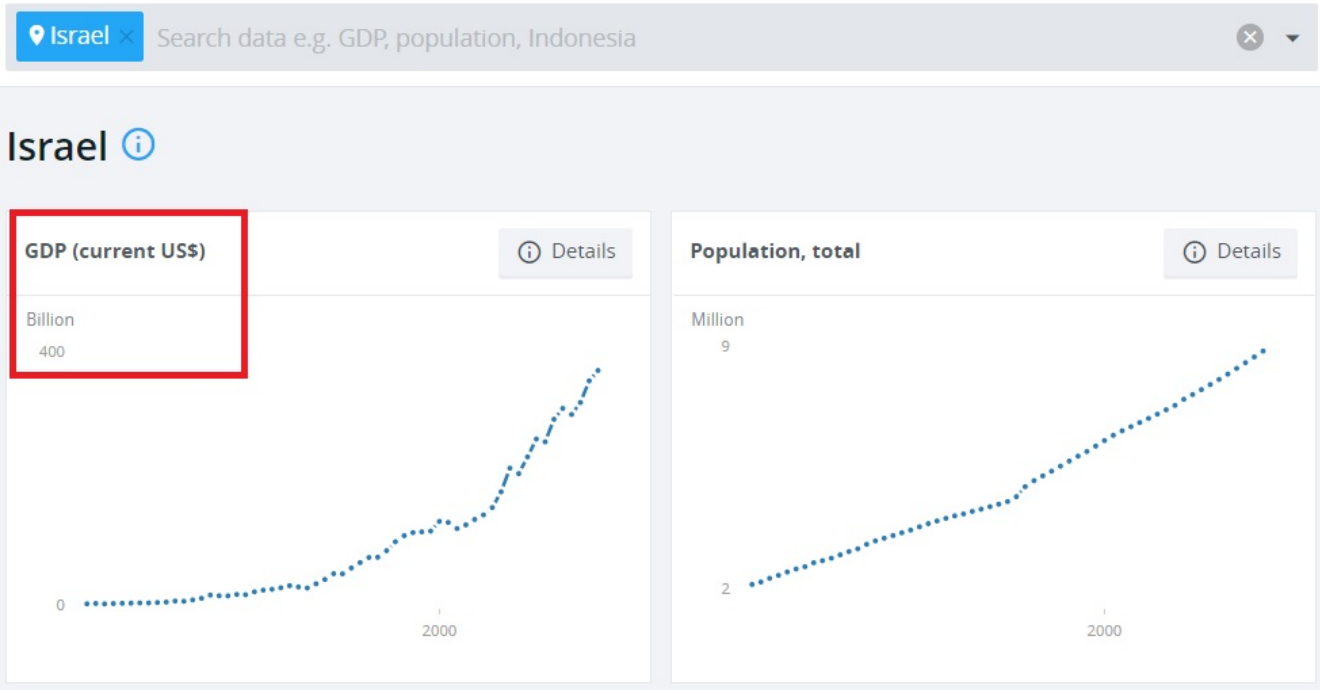 Israel × Search data e.g. GDP, population, Indonesia
Israel
GDP (current US$)
Details
Billion
400
0
2000
Population, total
Details
Million
9
2
2000